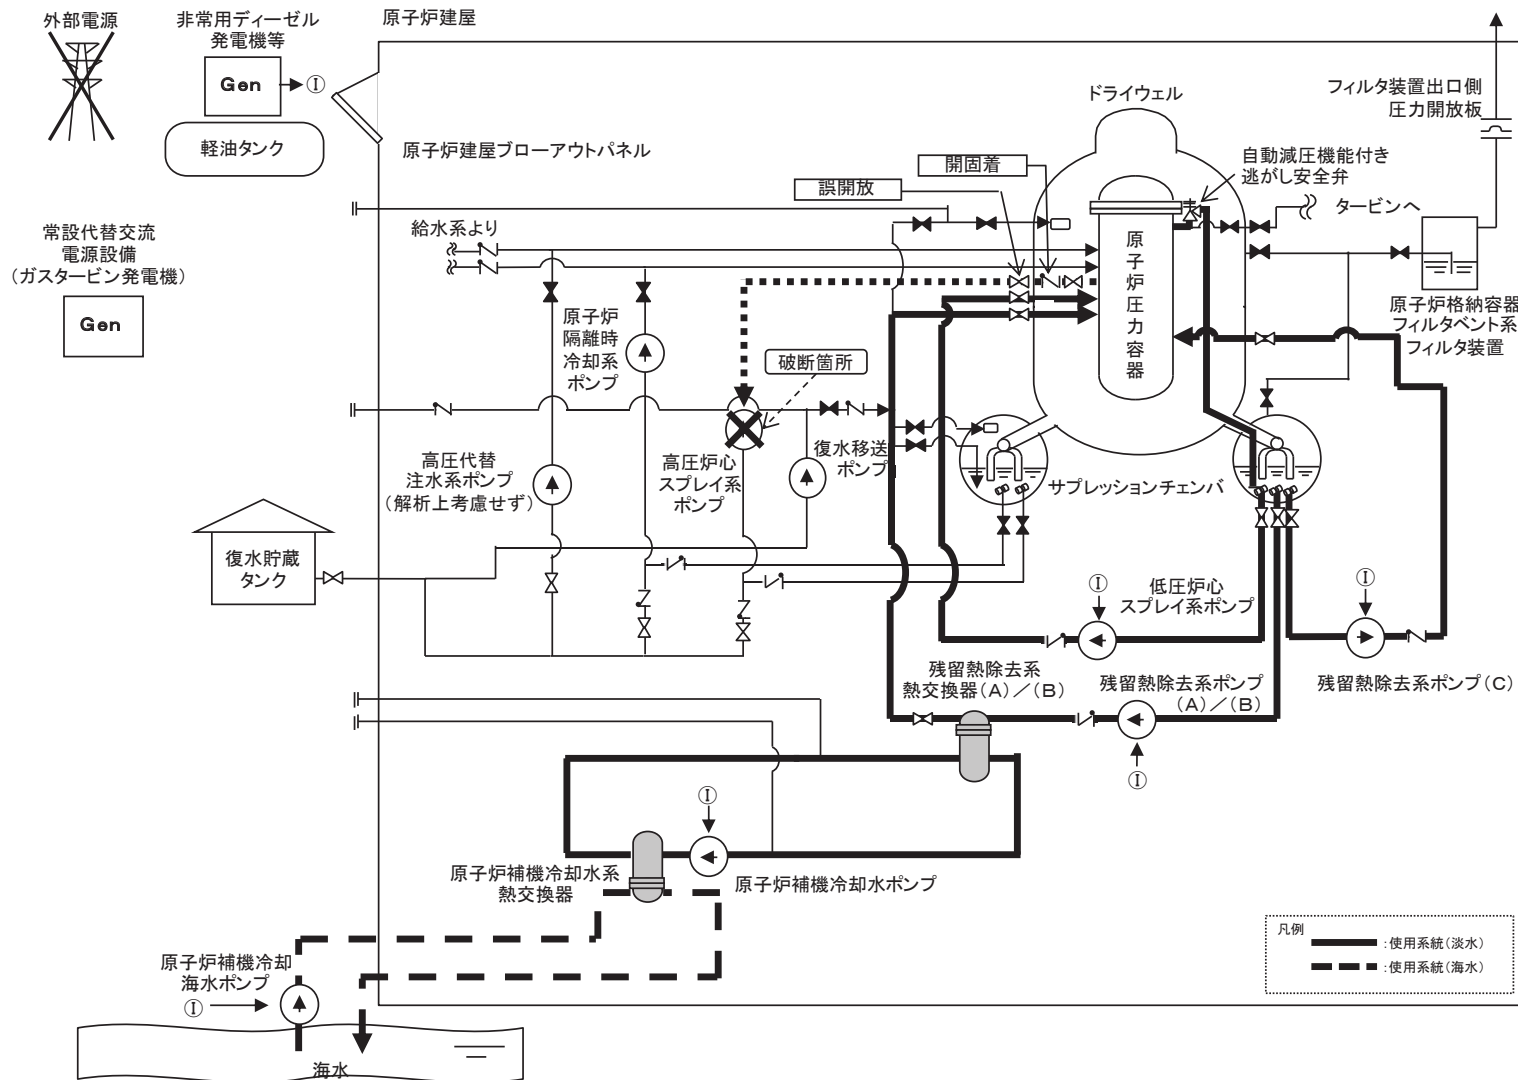 外部電源
非常用ディーゼル
発電機等
Gen
Ⓘ
軽油タンク
原子炉建屋
原子炉建屋ブローアウトパネル
常設代替交流
電源設備
(ガスタービン発電機)
Gen
ドライウェル
開固着
誤開放
自動減圧機能付き
逃がし安全弁
タービンへ
フィルタ装置出口側
圧力開放板
給水系より
原子炉圧力容器
原子炉格納容器
フィルタベント系
フィルタ装置
原子炉
隔離時
冷却系
ポンプ
破断箇所
高圧代替
注水系ポンプ
(解析上考慮せず)
高圧炉心
スプレイ系
ポンプ
復水移送
ポンプ
サプレッションチェンバ
復水貯蔵
タンク
Ⓘ
低圧炉心
スプレイ系ポンプ
Ⓘ
残留熱除去系
熱交換器(A)/(B)
残留熱除去系ポンプ
(A)/(B)
残留熱除去系ポンプ(C)
Ⓘ
Ⓘ
原子炉補機冷却水系
熱交換器
原子炉補機冷却水ポンプ
原子炉補機冷却
海水ポンプ
Ⓘ
海水
凡例
:使用系統(淡水)
:使用系統(海水)